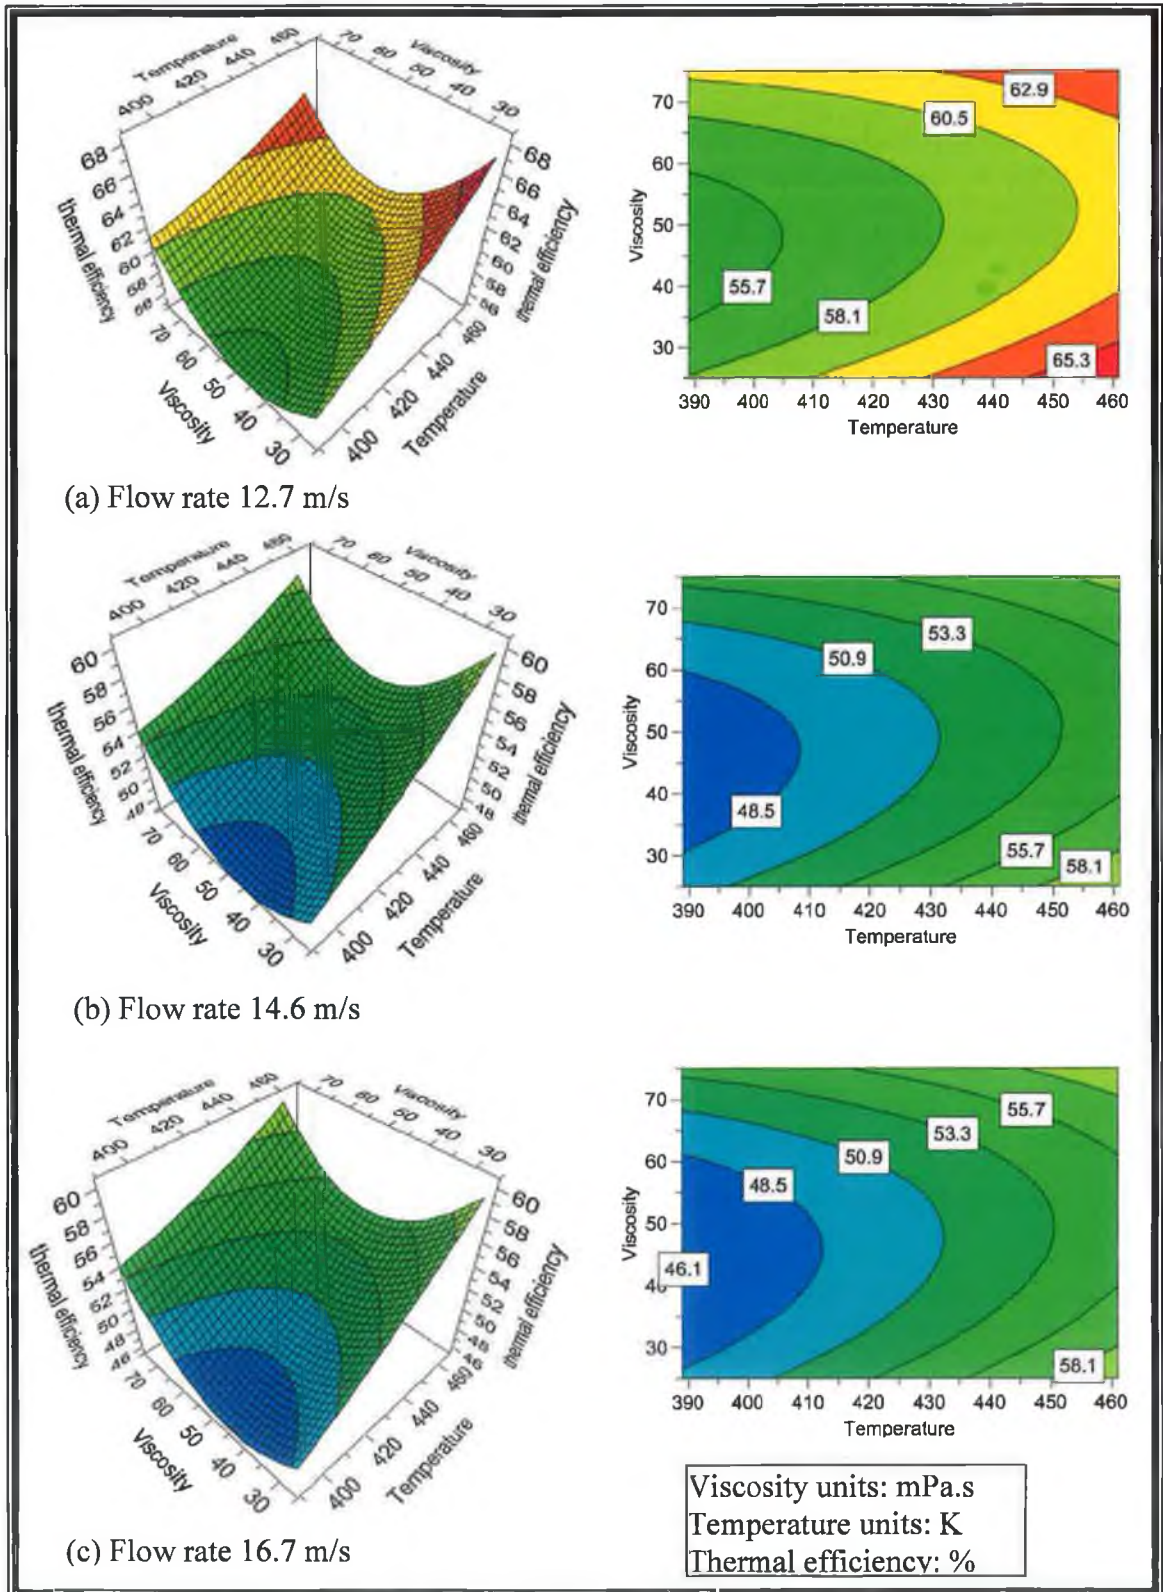 Temperature
400 420 440 460
Viscosity
70 60 50 40 30
68 66 64 62 60 58 56
thermal efficiency
68 66 64 62 60 58 56
thermal efficiency
70 60 50 40 30
Viscosity
400 420 440 460
Temperature
62.9
60.5
55.7
58.1
65.3
70
60
50
40
30
Viscosity
390 400 410 420 430 440 450 460
Temperature
(a) Flow rate 12.7 m/s
Temperature
400 420 440 460
Viscosity
70 60 50 40 30
60 58 56 54 52 50 48
thermal efficiency
60 58 56 54 52 50 48
thermal efficiency
70 60 50 40 30
Viscosity
400 420 440 460
Temperature
53.3
50.9
48.5
55.7
58.1
70
60
50
40
30
Viscosity
390 400 410 420 430 440 450 460
Temperature
(b) Flow rate 14.6 m/s
Temperature
400 420 440 460
Viscosity
70 60 50 40 30
60 58 56 54 52 50 48 46
thermal efficiency
60 58 56 54 52 50 48 46
thermal efficiency
70 60 50 40 30
Viscosity
400 420 440 460
Temperature
55.7
53.3
50.9
48.5
46.1
58.1
70
60
50
40
30
Viscosity
390 400 410 420 430 440 450 460
Temperature
(c) Flow rate 16.7 m/s
Viscosity units: mPa.s
Temperature units: K
Thermal efficiency: %